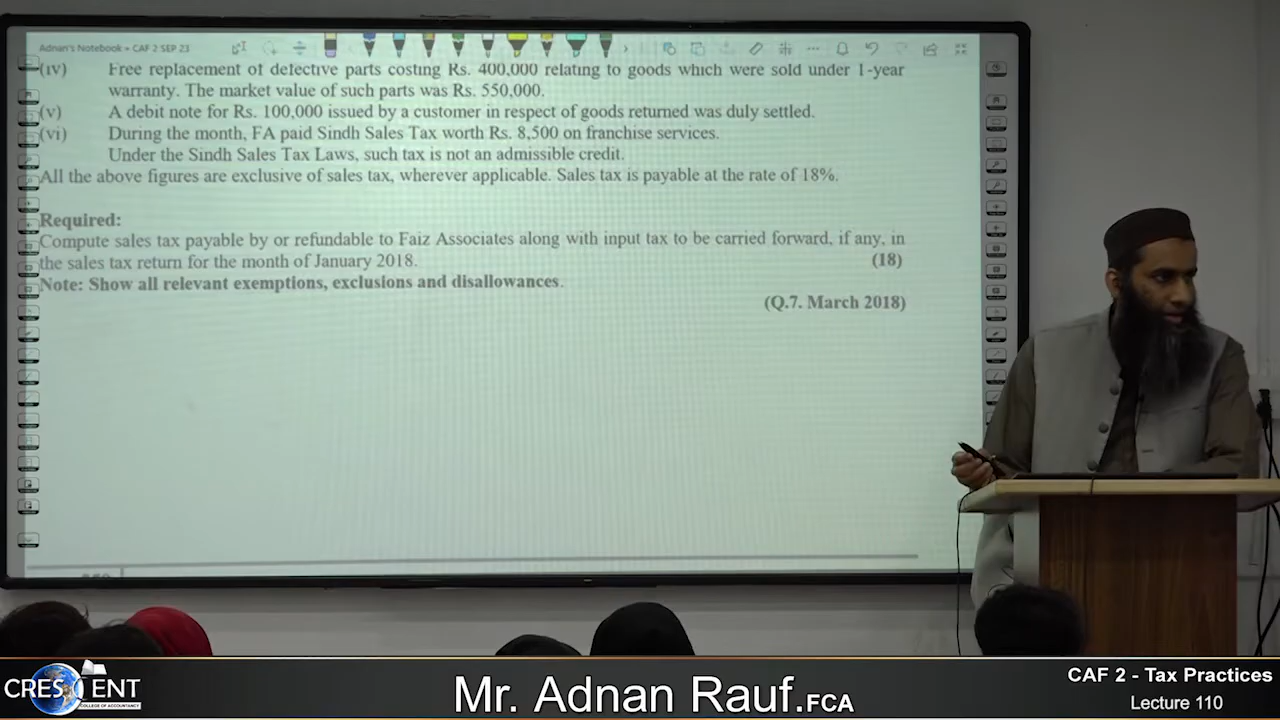 Adnan's Notebook » CAF 2 SEP 23
(iv) Free replacement of defective parts costing Rs. 400,000 relating to goods which were sold under 1-year
warranty. The market value of such parts was Rs. 550,000.
(v) A debit note for Rs. 100,000 issued by a customer in respect of goods returned was duly settled.
(vi) During the month, FA paid Sindh Sales Tax worth Rs. 8,500 on franchise services.
Under the Sindh Sales Tax Laws, such tax is not an admissible credit.
All the above figures are exclusive of sales tax, wherever applicable. Sales tax is payable at the rate of 18%.
Required:
Compute sales tax payable by or refundable to Faiz Associates along with input tax to be carried forward, if any, in
the sales tax return for the month of January 2018. (18)
Note: Show all relevant exemptions, exclusions and disallowances.
(Q.7. March 2018)
CRESCENT
COLLEGE OF ACCOUNTANCY
Mr. Adnan Rauf.FCA
CAF 2 - Tax Practices
Lecture 110